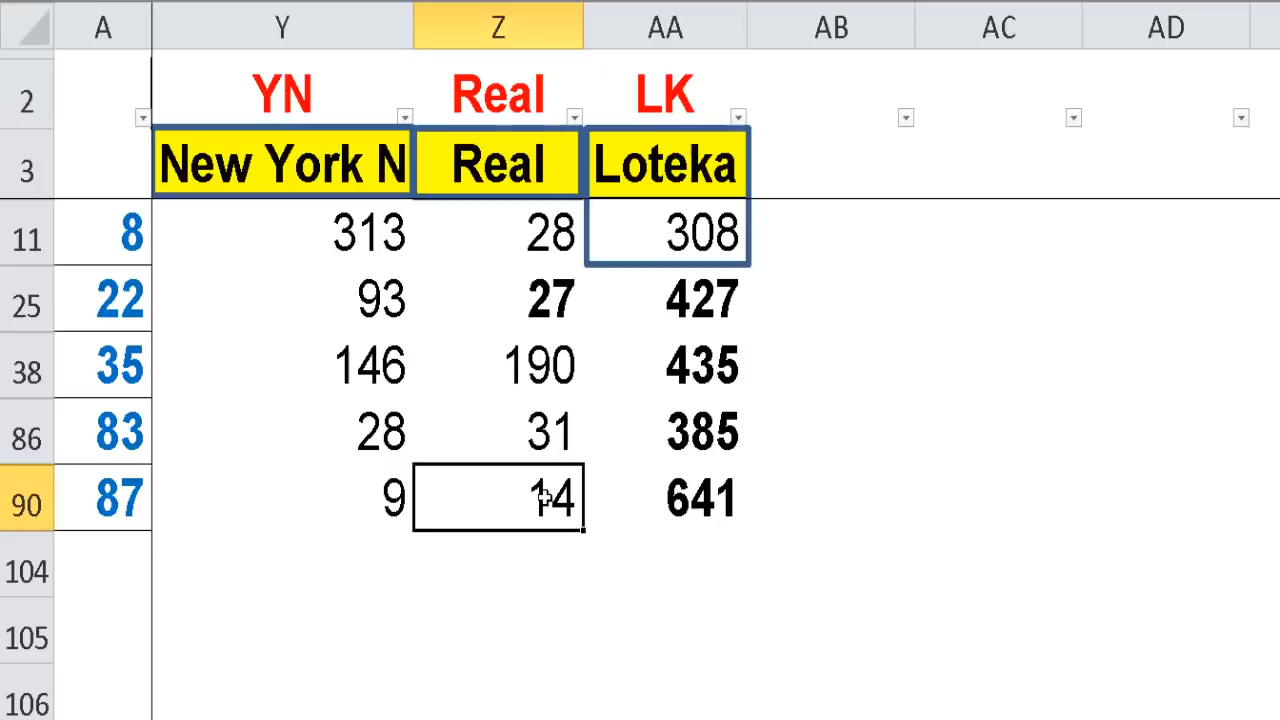 A Y Z AA AB AC AD
2 YN Real LK
3 New York N Real Loteka
11 8 313 28 308
25 22 93 27 427
38 35 146 190 435
86 83 28 31 385
90 87 9 14 641
104
105
106